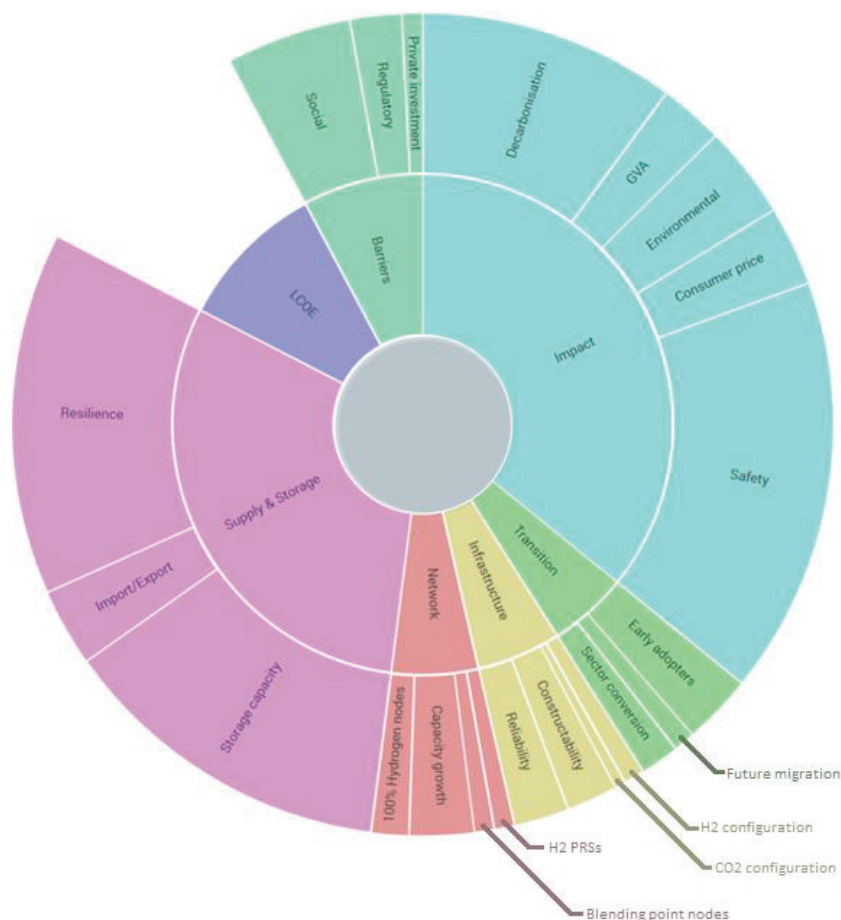 Private investment
Regulatory
Social
Decarbonisation
GVA
Environmental
Consumer price
Barriers
LCOE
Impact
Resilience
Supply & Storage
Safety
Import/Export
Storage capacity
Network
Infrastructure
Transition
100% Hydrogen nodes
Capacity growth
Reliability
Constructability
Sector conversion
Early adopters
Future migration
H2 configuration
H2 PRSs
CO2 configuration
Blending point nodes